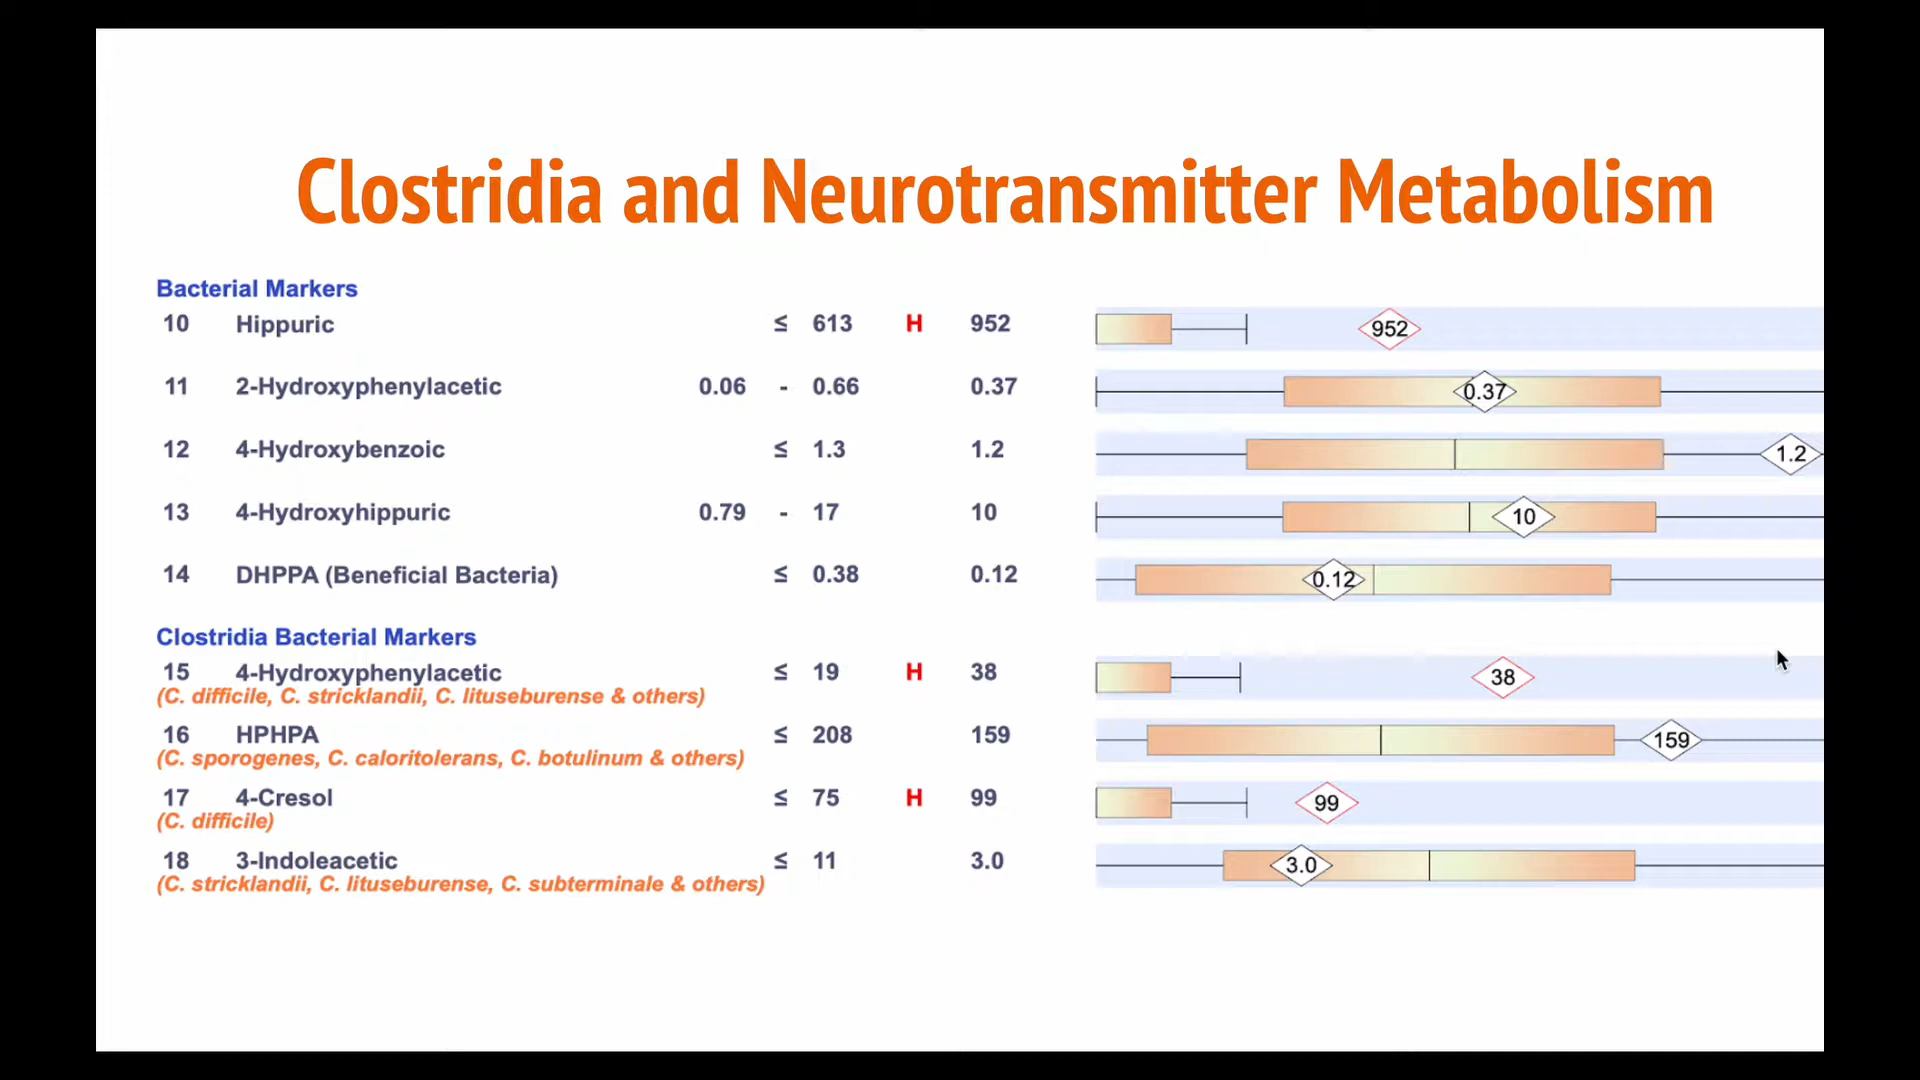 Clostridia and Neurotransmitter Metabolism
Bacterial Markers
10 Hippuric ≤ 613 H 952 952
11 2-Hydroxyphenylacetic 0.06 - 0.66 0.37 0.37
12 4-Hydroxybenzoic ≤ 1.3 1.2 1.2
13 4-Hydroxyhippuric 0.79 - 17 10 10
14 DHPPA (Beneficial Bacteria) ≤ 0.38 0.12 0.12
Clostridia Bacterial Markers
15 4-Hydroxyphenylacetic ≤ 19 H 38 38
(C. difficile, C. stricklandii, C. lituseburense & others)
16 HPHPA ≤ 208 159 159
(C. sporogenes, C. caloritolerans, C. botulinum & others)
17 4-Cresol ≤ 75 H 99 99
(C. difficile)
18 3-Indoleacetic ≤ 11 3.0 3.0
(C. stricklandii, C. lituseburense, C. subterminale & others)